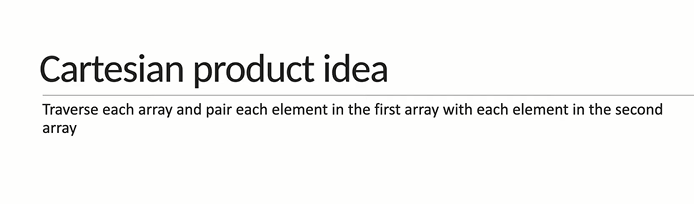 Cartesian product idea
Traverse each array and pair each element in the first array with each element in the second
array